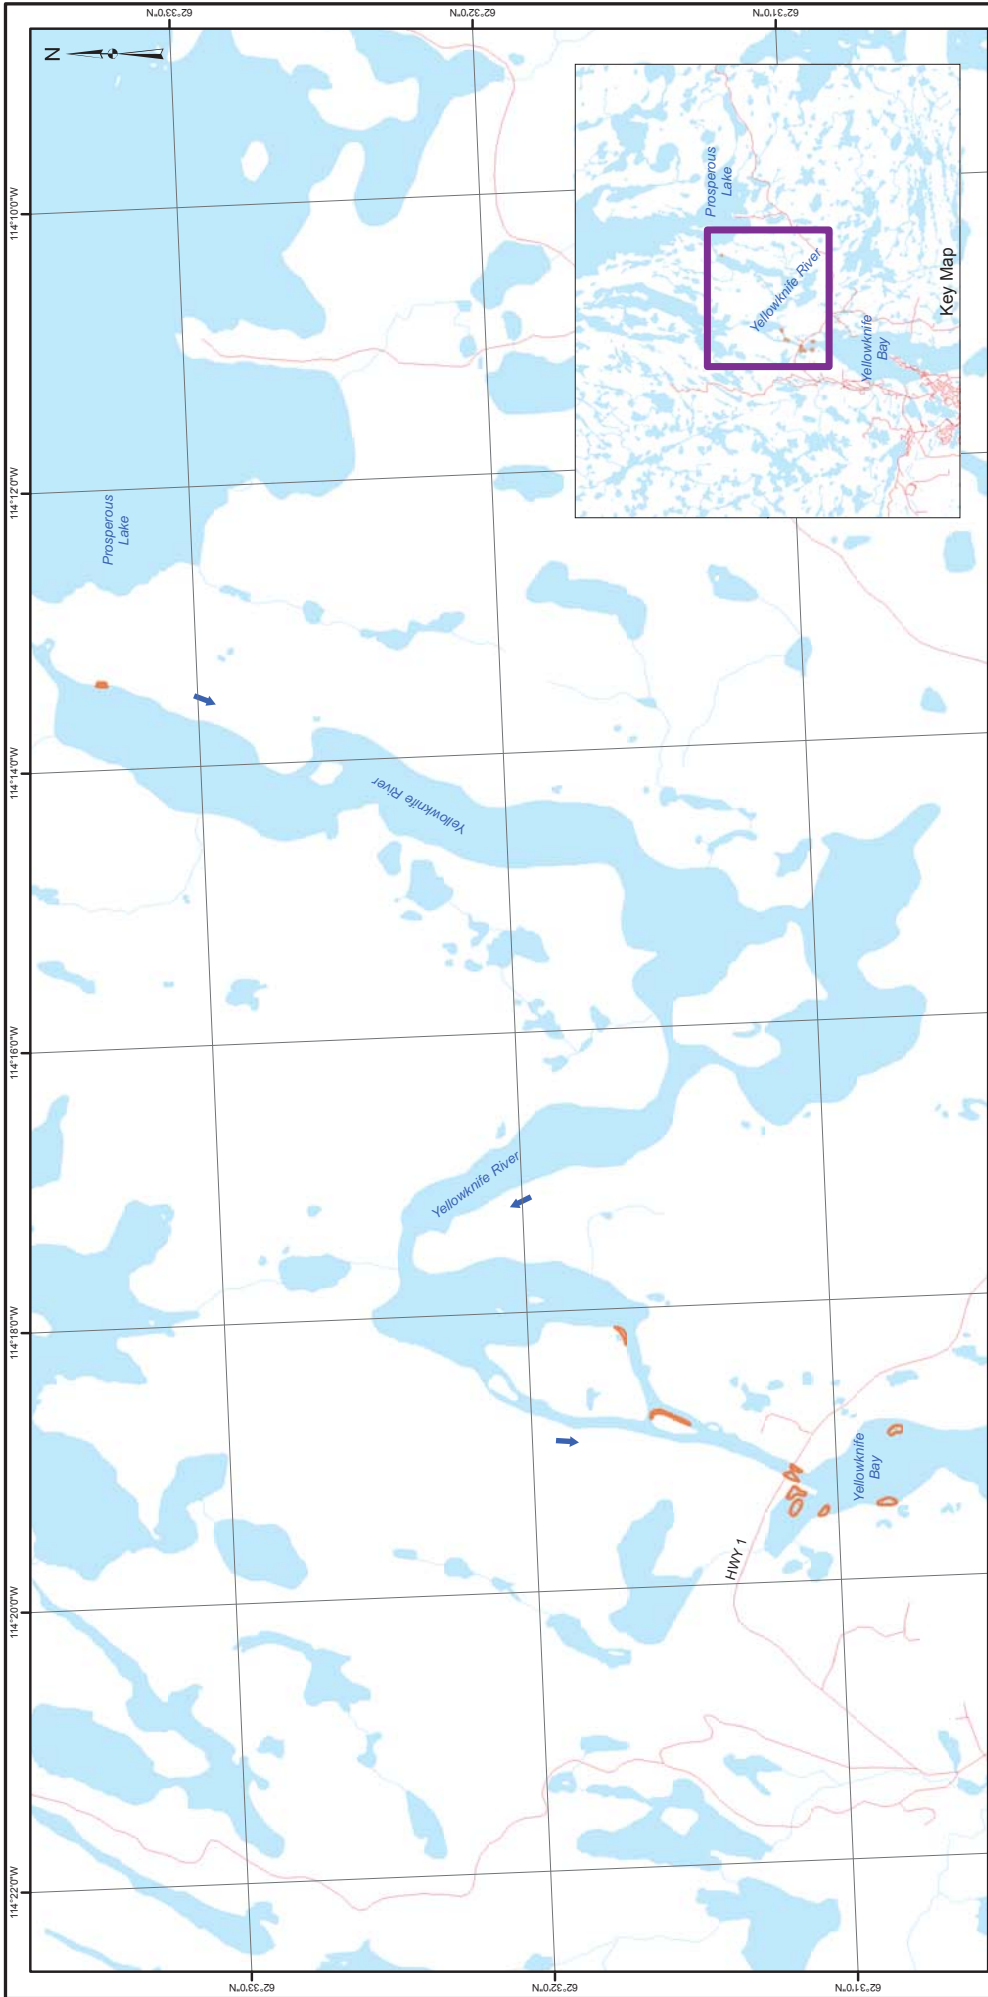 114°22'0"W
114°20'0"W
114°18'0"W
114°16'0"W
114°14'0"W
114°12'0"W
114°10'0"W
N
62°33'0"N
62°33'0"N
62°32'0"N
62°32'0"N
62°31'0"N
62°31'0"N
Prosperous
Lake
Yellowknife River
Yellowknife River
HWY 1
Yellowknife
Bay
Prosperous
Lake
Yellowknife River
Yellowknife
Bay
Key Map